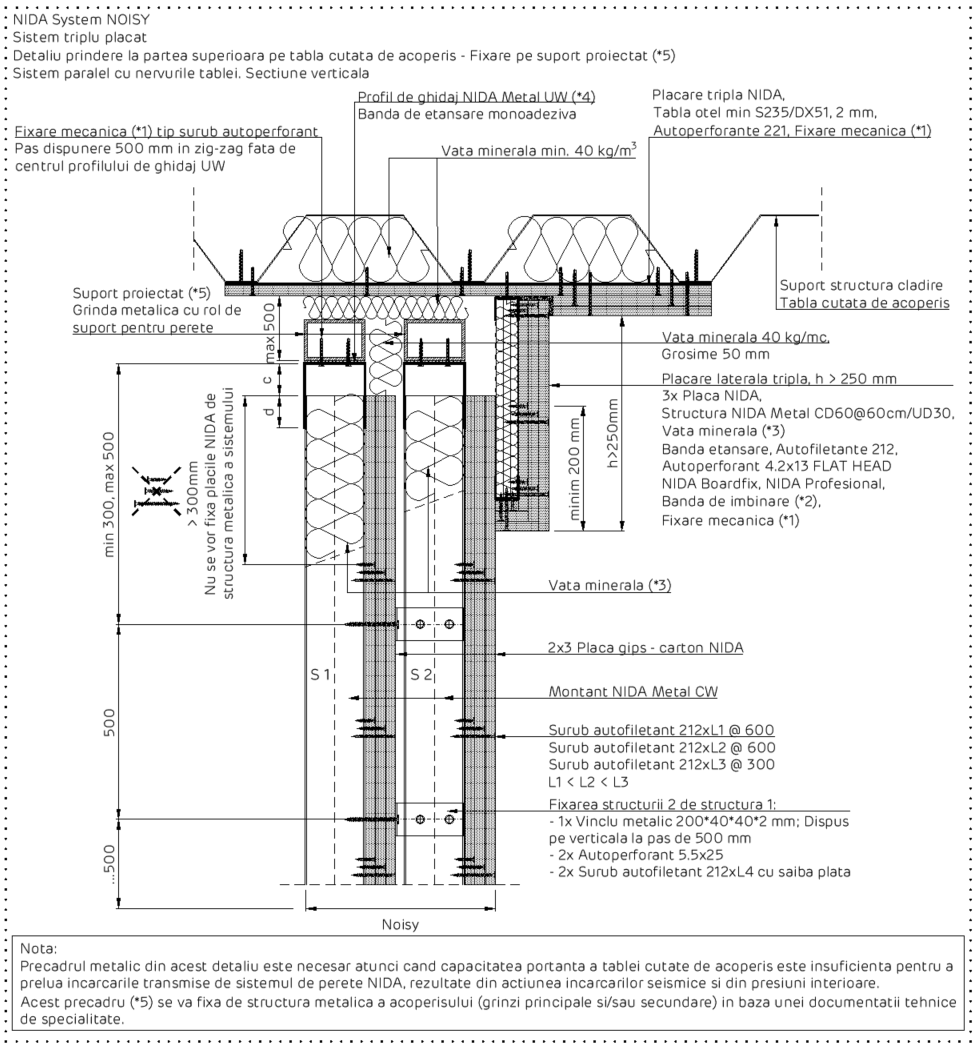 NIDA System NOISY
Sistem triplu placat
Detaliu prindere la partea superioara pe tabla cutata de acoperis - Fixare pe suport proiectat (*5)
Sistem paralel cu nervurile tablei. Sectiune verticala
Fixare mecanica (*1) tip surub autoperforant
Pas dispunere 500 mm in zig-zag fata de
centrul profilului de ghidaj UW
Profil de ghidaj NIDA Metal UW (*4)
Banda de etansare monoadeziva
Vata minerala min. 40 kg/m³
Placare tripla NIDA,
Tabla otel min S235/DX51, 2 mm,
Autoperforante 221, Fixare mecanica (*1)
Suport structura cladire
Tabla cutata de acoperis
Suport proiectat (*5)
Grinda metalica cu rol de
suport pentru perete
max500
c
d
min 300, max 500
> 300mm
Nu se vor fixa placile NIDA de
structura metalica a sistemului
minim 200 mm
h>250mm
Vata minerala 40 kg/mc,
Grosime 50 mm
Placare laterala tripla, h > 250 mm
3x Placa NIDA,
Structura NIDA Metal CD60@60cm/UD30,
Vata minerala (*3)
Banda etansare, Autofiletante 212,
Autoperforant 4.2x13 FLAT HEAD
NIDA Boardfix, NIDA Profesional,
Banda de imbinare (*2),
Fixare mecanica (*1)
Vata minerala (*3)
2x3 Placa gips - carton NIDA
S 1
S 2
Montant NIDA Metal CW
500
Surub autofiletant 212xL1 @ 600
Surub autofiletant 212xL2 @ 600
Surub autofiletant 212xL3 @ 300
L1 < L2 < L3
Fixarea structurii 2 de structura 1:
- 1x Vinclu metalic 200*40*40*2 mm; Dispus
pe verticala la pas de 500 mm
- 2x Autoperforant 5.5x25
- 2x Surub autofiletant 212xL4 cu saiba plata
...500
Noisy
Nota:
Precadrul metalic din acest detaliu este necesar atunci cand capacitatea portanta a tablei cutate de acoperis este insuficienta pentru a
prelua incarcarile transmise de sistemul de perete NIDA, rezultate din actiunea incarcarilor seismice si din presiuni interioare.
Acest precadru (*5) se va fixa de structura metalica a acoperisului (grinzi principale si/sau secundare) in baza unei documentatii tehnice
de specialitate.